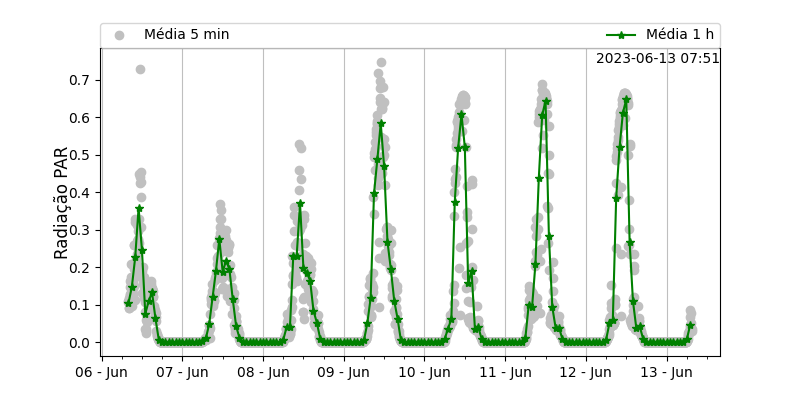 Média 5 min
Média 1 h
2023-06-13 07:51
Radiação PAR
0.7
0.6
0.5
0.4
0.3
0.2
0.1
0.0
06 - Jun
07 - Jun
08 - Jun
09 - Jun
10 - Jun
11 - Jun
12 - Jun
13 - Jun